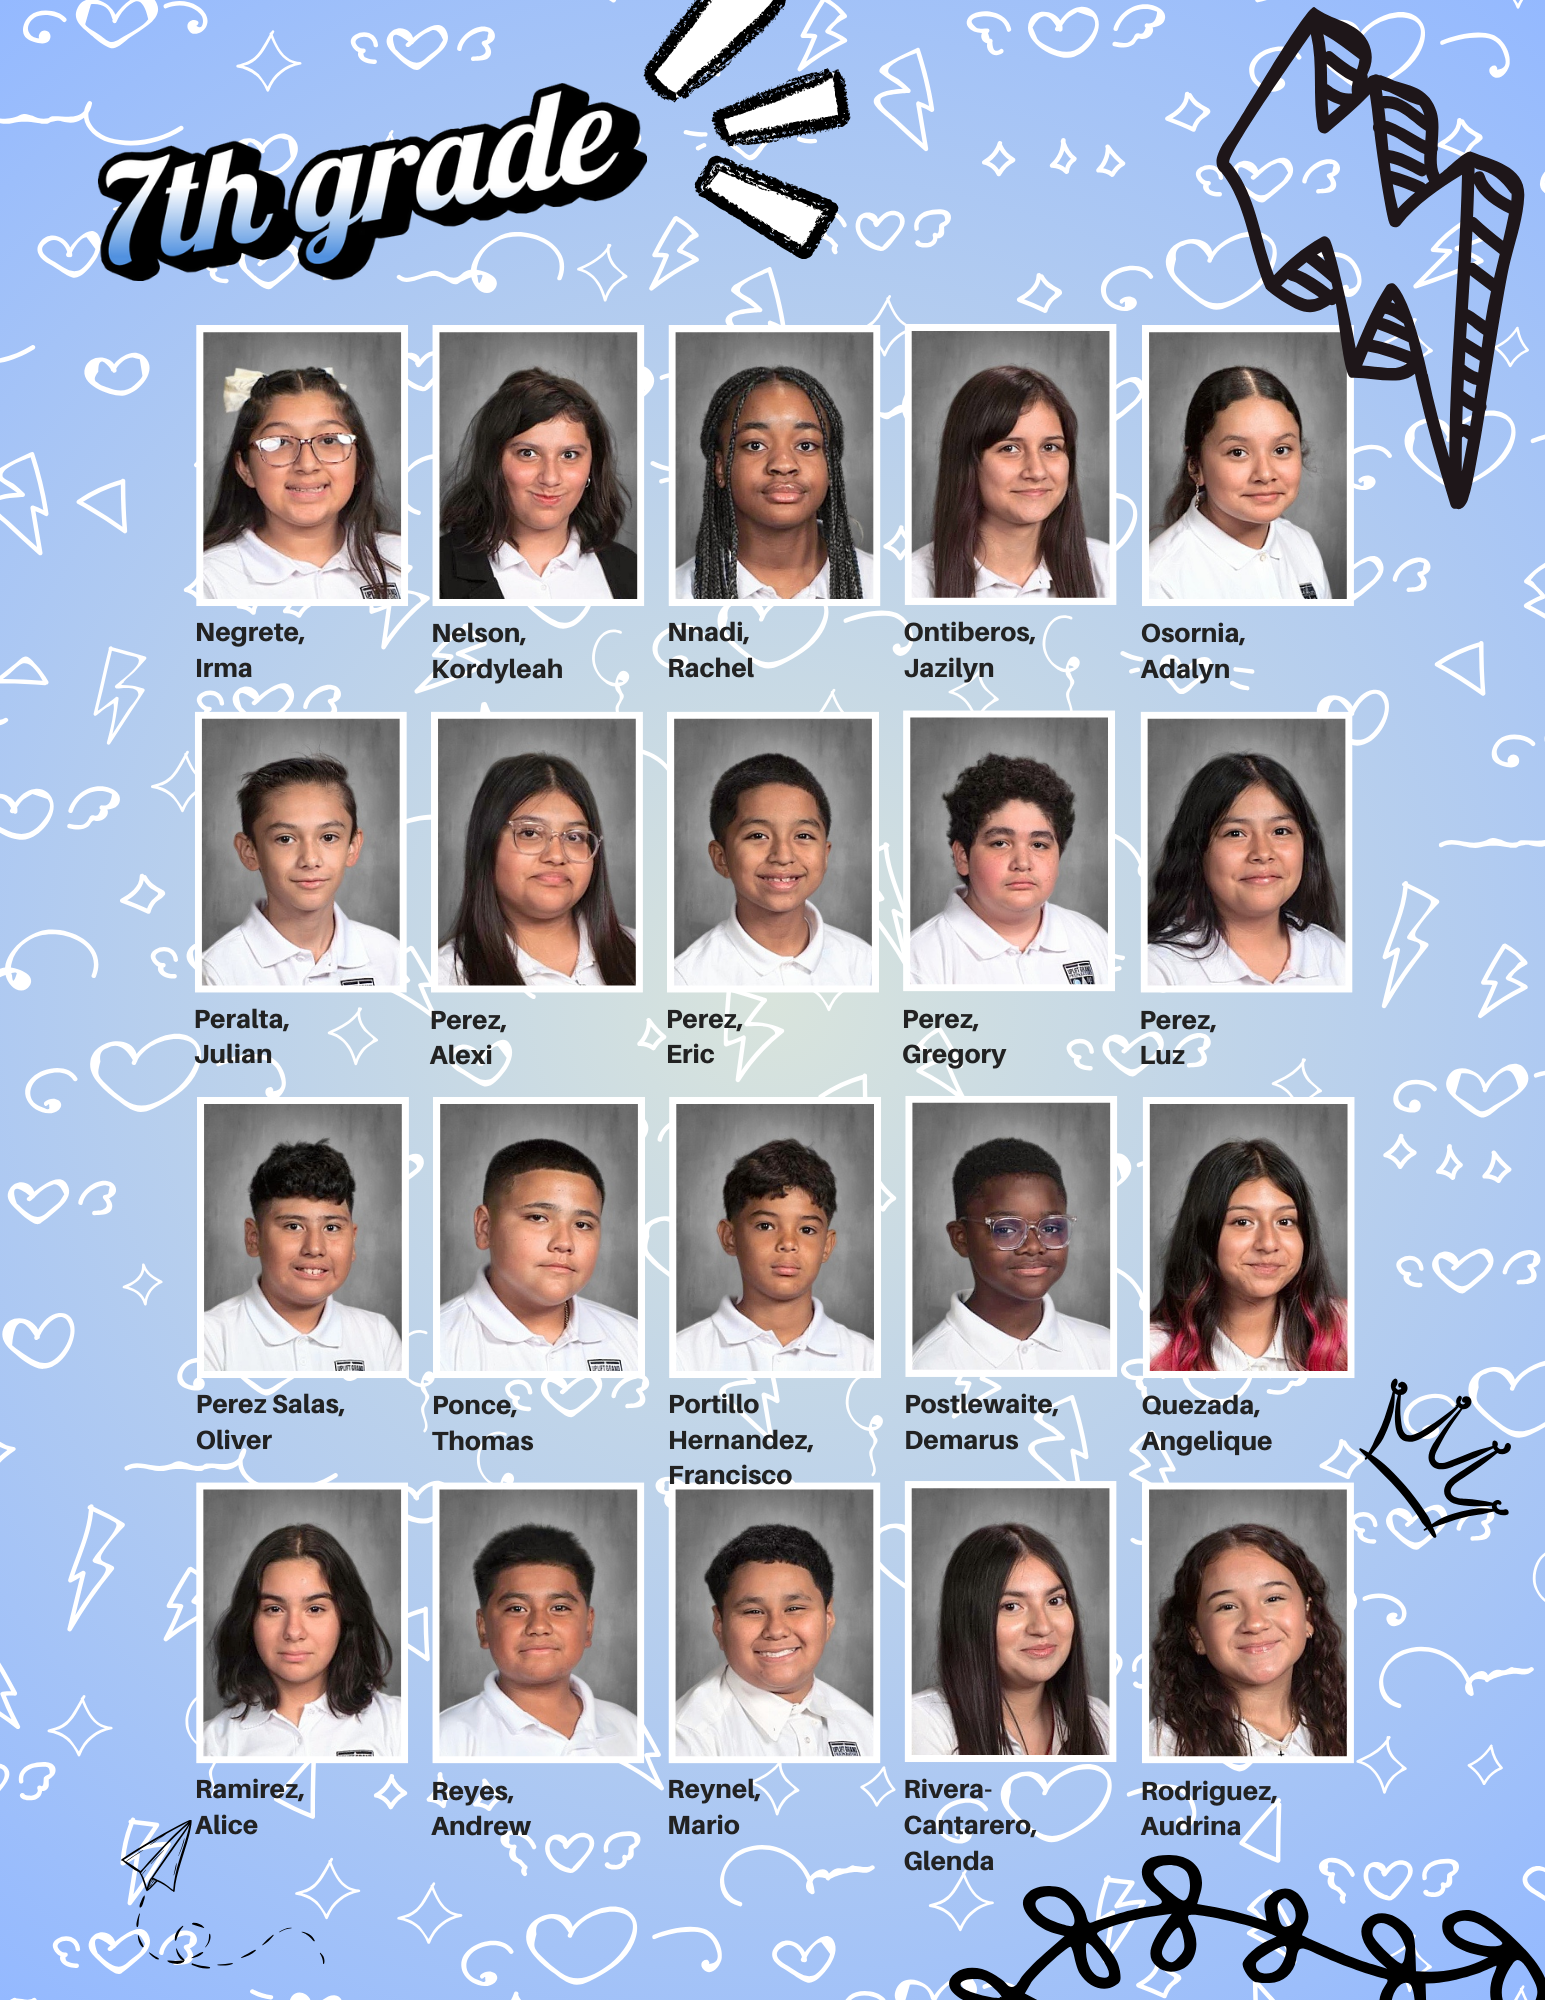 7th grade
Negrete,
Irma
Nelson,
Kordyleah
Nnadi,
Rachel
Ontiberos,
Jazilyn
Osornia,
Adalyn
Peralta,
Julian
Perez,
Alexi
Perez,
Eric
Perez,
Gregory
Perez,
Luz
Perez Salas,
Oliver
Ponce,
Thomas
Portillo
Hernandez,
Francisco
Postlewaite,
Demarus
Quezada,
Angelique
Ramirez,
Alice
Reyes,
Andrew
Reynel,
Mario
Rivera-
Cantarero,
Glenda
Rodriguez,
Audrina